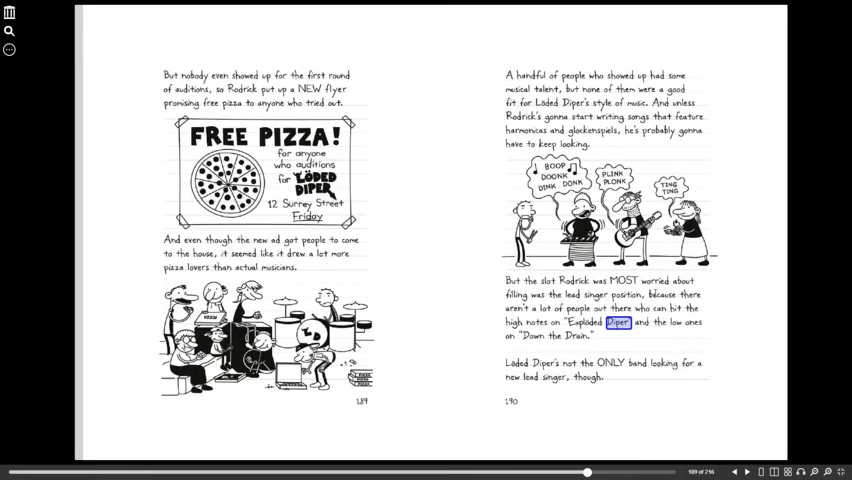 But nobody even showed up for the first round
of auditions, so Rodrick put up a NEW flyer
promising free pizza to anyone who tried out.
FREE PIZZA!
for anyone
who auditions
for LÖDED
DIPER
12 Surrey Street
Friday
And even though the new ad got people to come
to the house, it seemed like it drew a lot more
pizza lovers than actual musicians.
189
A handful of people who showed up had some
musical talent, but none of them were a good
fit for Löded Diper's style of music. And unless
Rodrick's gonna start writing songs that feature
harmonicas and glockenspiels, he's probably gonna
have to keep looking.
BOOP
DOONK
DINK DONK
PLINK
PLONK
TING
TING
But the slot Rodrick was MOST worried about
filling was the lead singer position, because there
aren't a lot of people out there who can hit the
high notes on "Explöded Diper" and the low ones
on "Down the Drain."
Löded Diper's not the ONLY band looking for a
new lead singer, though.
190
189 of 216